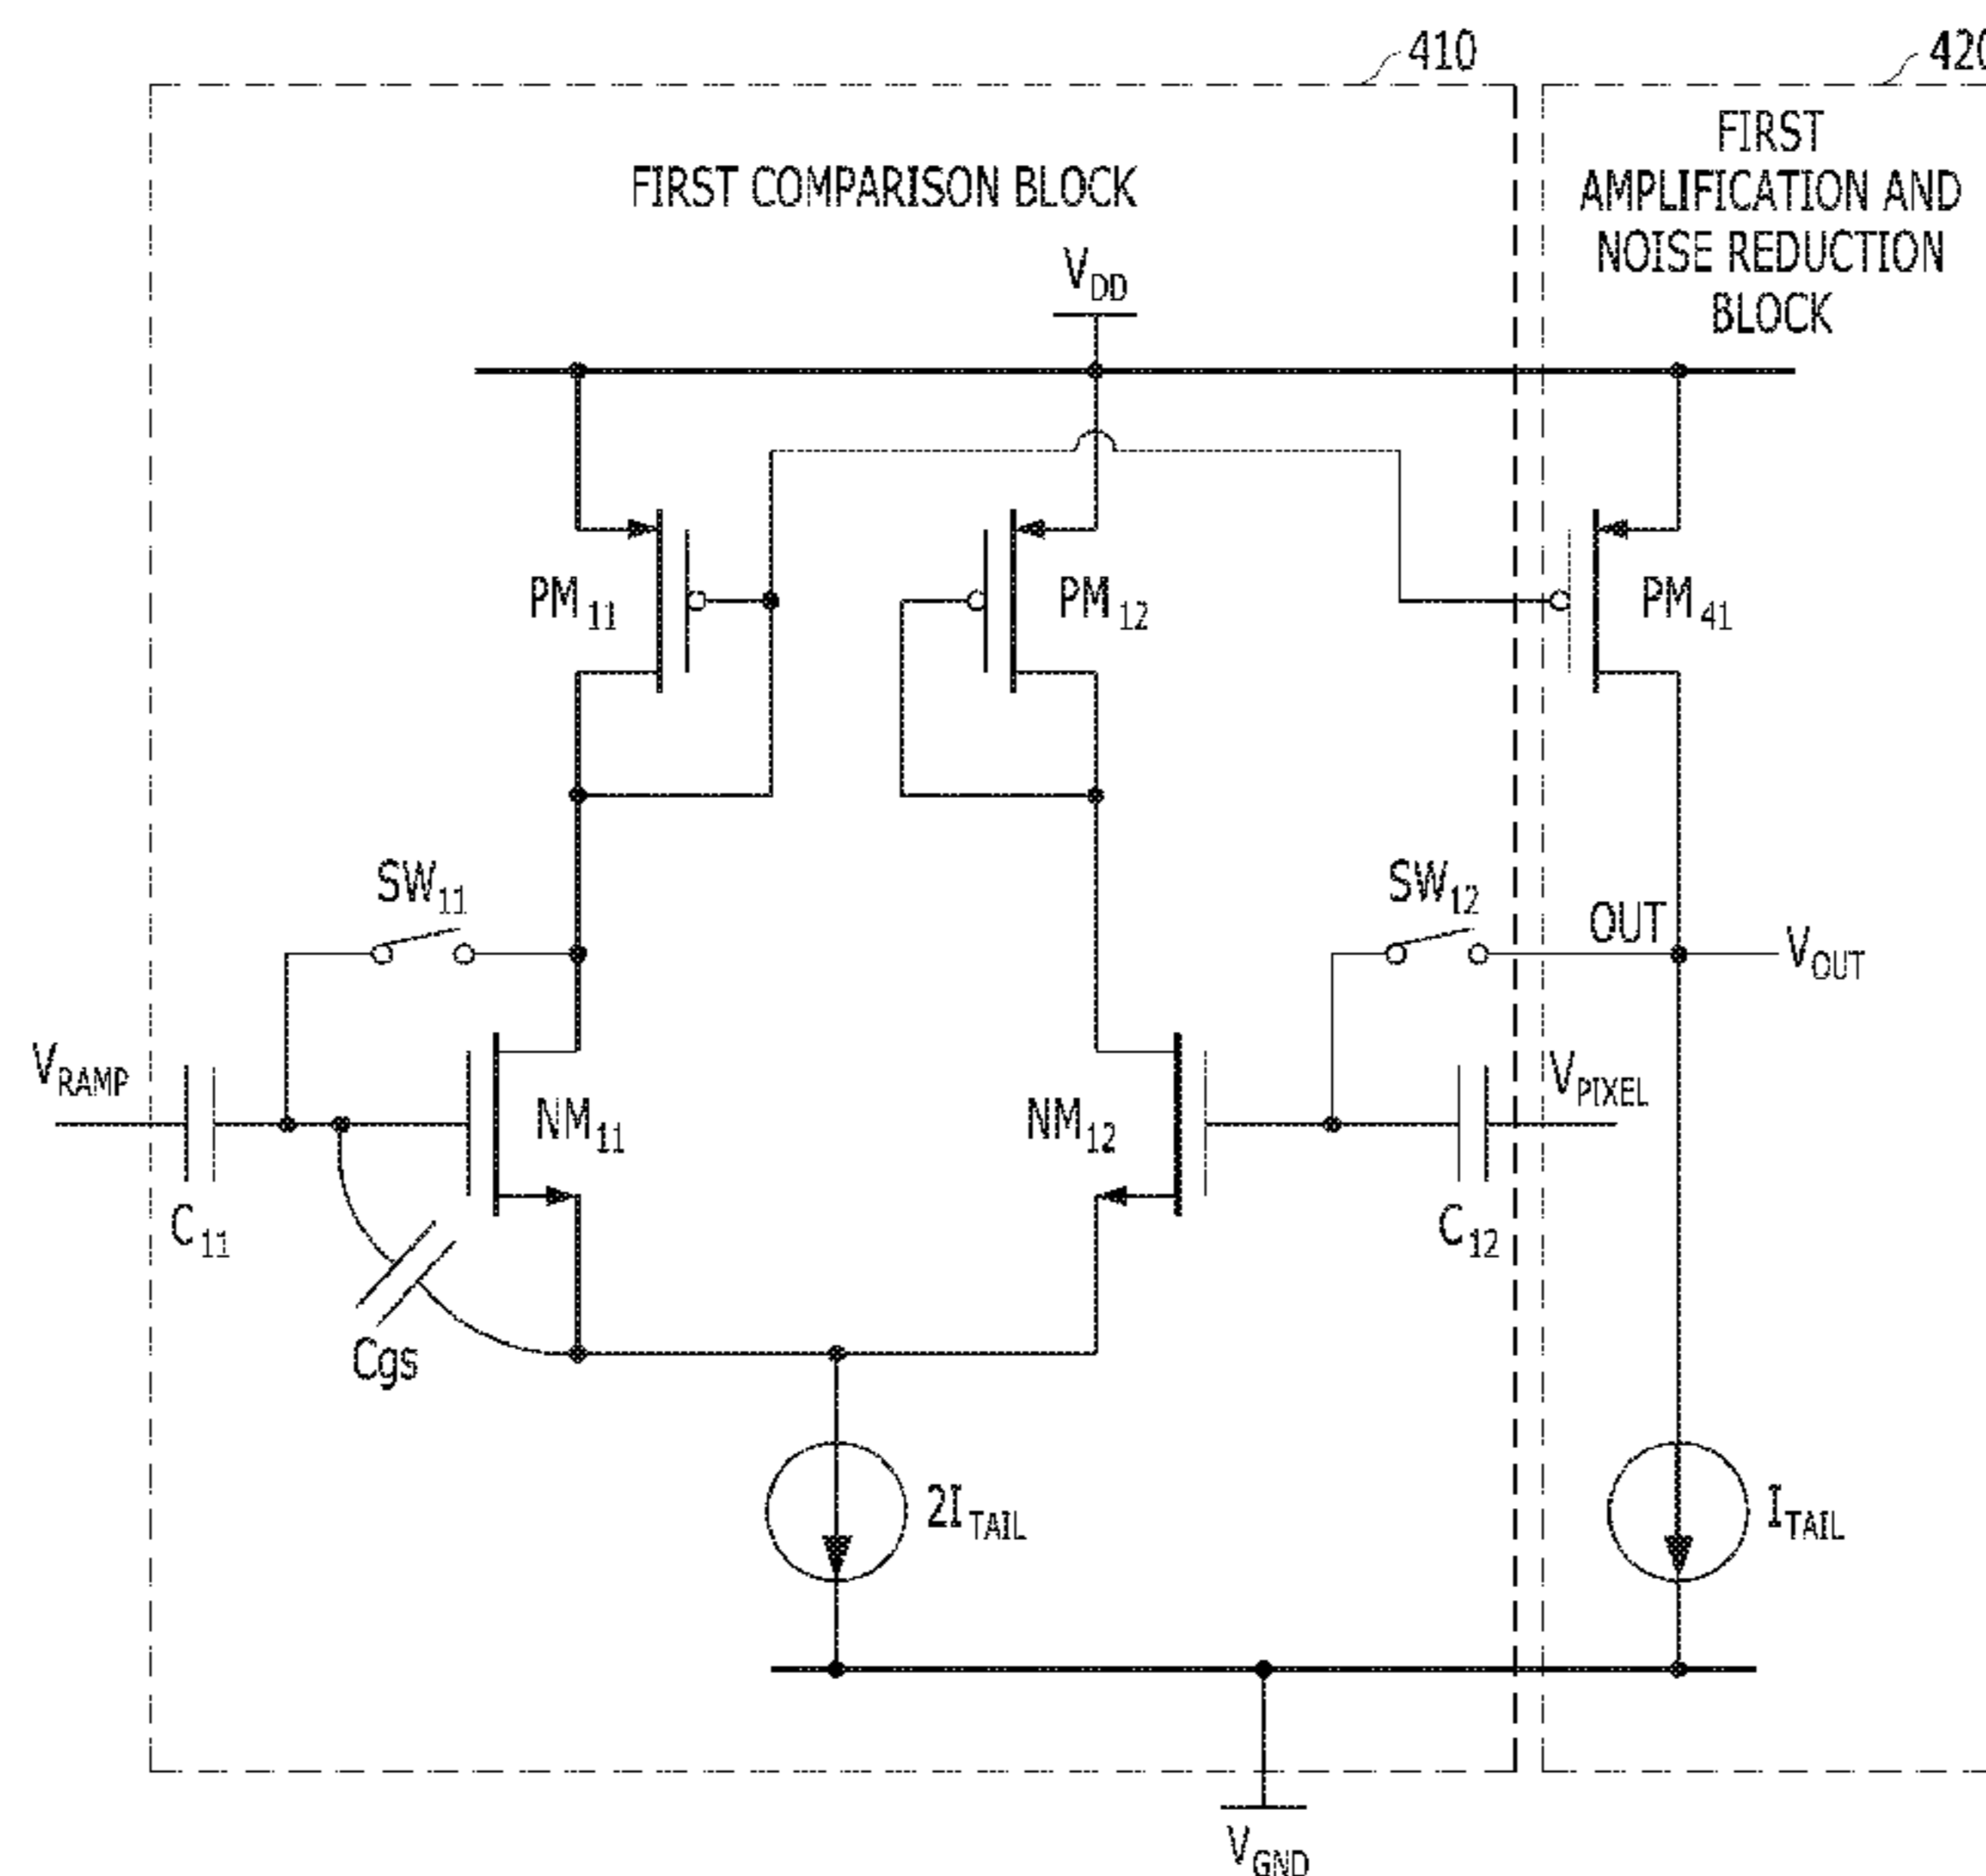 410
420
FIRST COMPARISON BLOCK
FIRST
AMPLIFICATION AND
NOISE REDUCTION
BLOCK
VDD
PM11
PM12
PM41
SW11
SW12
OUT
VOUT
VRAMP
VPIXEL
NM11
NM12
C11
C12
Cgs
2ITAIL
ITAIL
VGND